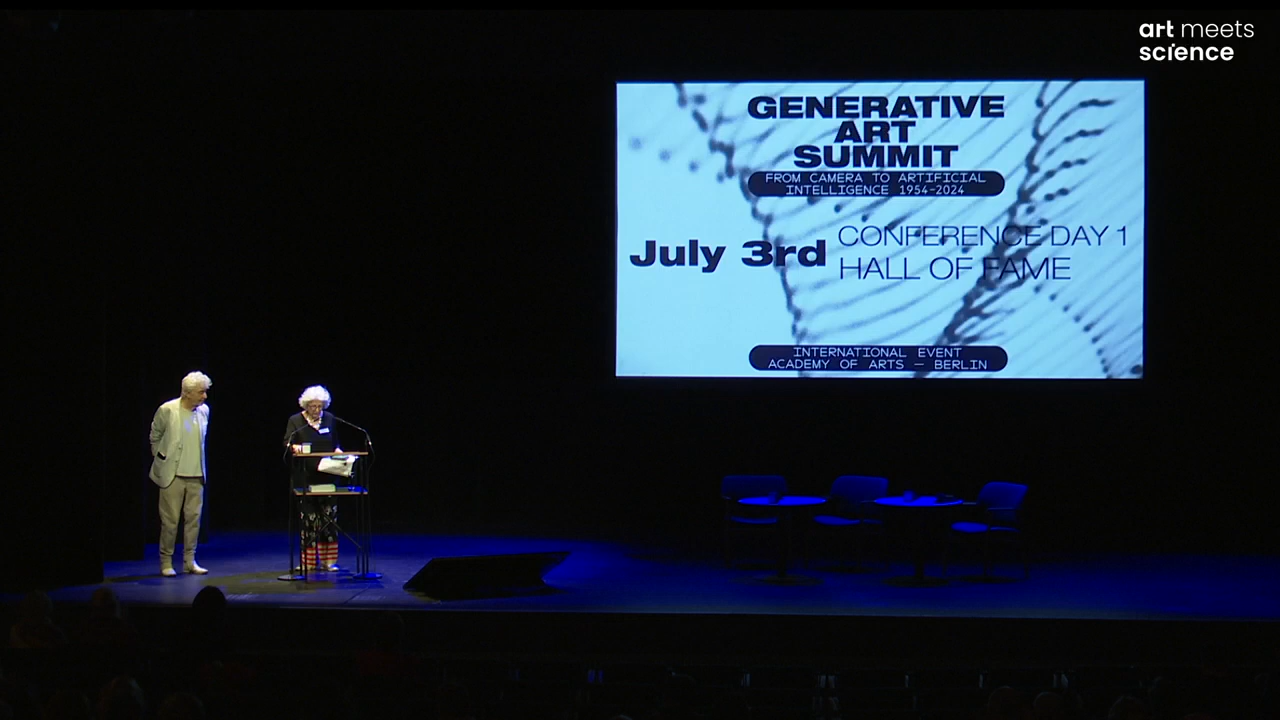 art meets
science
GENERATIVE
ART
SUMMIT
FROM CAMERA TO ARTIFICIAL
INTELLIGENCE 1954-2024
July 3rd
CONFERENCE DAY 1
HALL OF FAME
INTERNATIONAL EVENT
ACADEMY OF ARTS — BERLIN